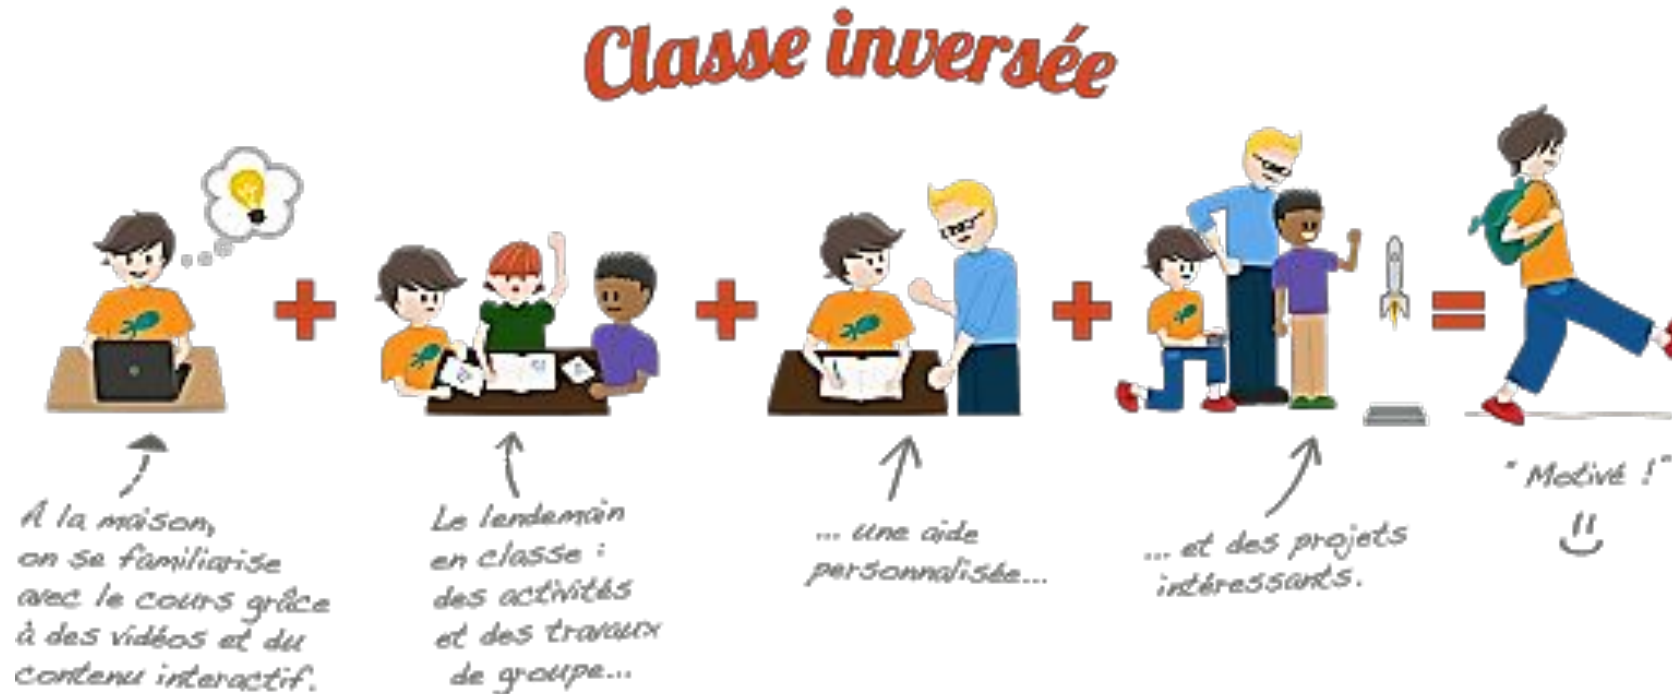 Classe inversée
A la maison,
on se familiarise
avec le cours grâce
à des vidéos et du
contenu interactif.
Le lendemain
en classe :
des activités
et des travaux
de groupe...
... une aide
personnalisée...
... et des projets
intéressants.
" Motivé ! "